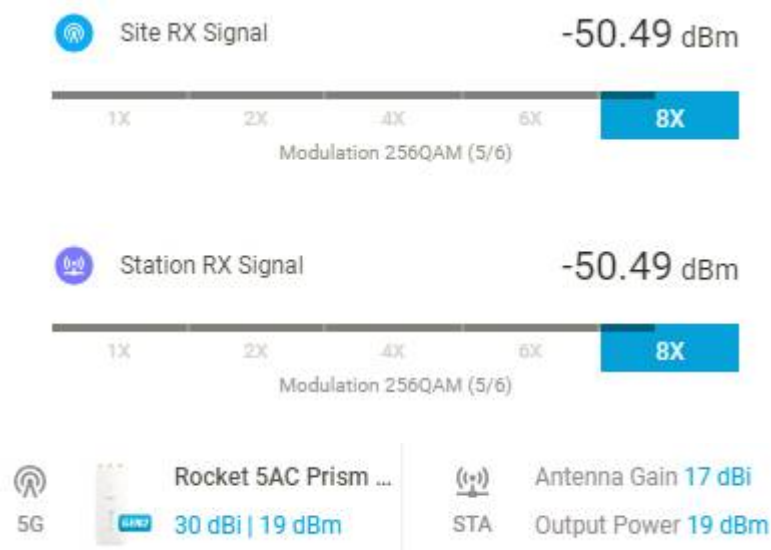 Site RX Signal -50.49 dBm
1X 2X 4X 6X 8X
Modulation 256QAM (5/6)
Station RX Signal -50.49 dBm
1X 2X 4X 6X 8X
Modulation 256QAM (5/6)
Rocket 5AC Prism ... Antenna Gain 17 dBi
5G GEN2 30 dBi | 19 dBm STA Output Power 19 dBm